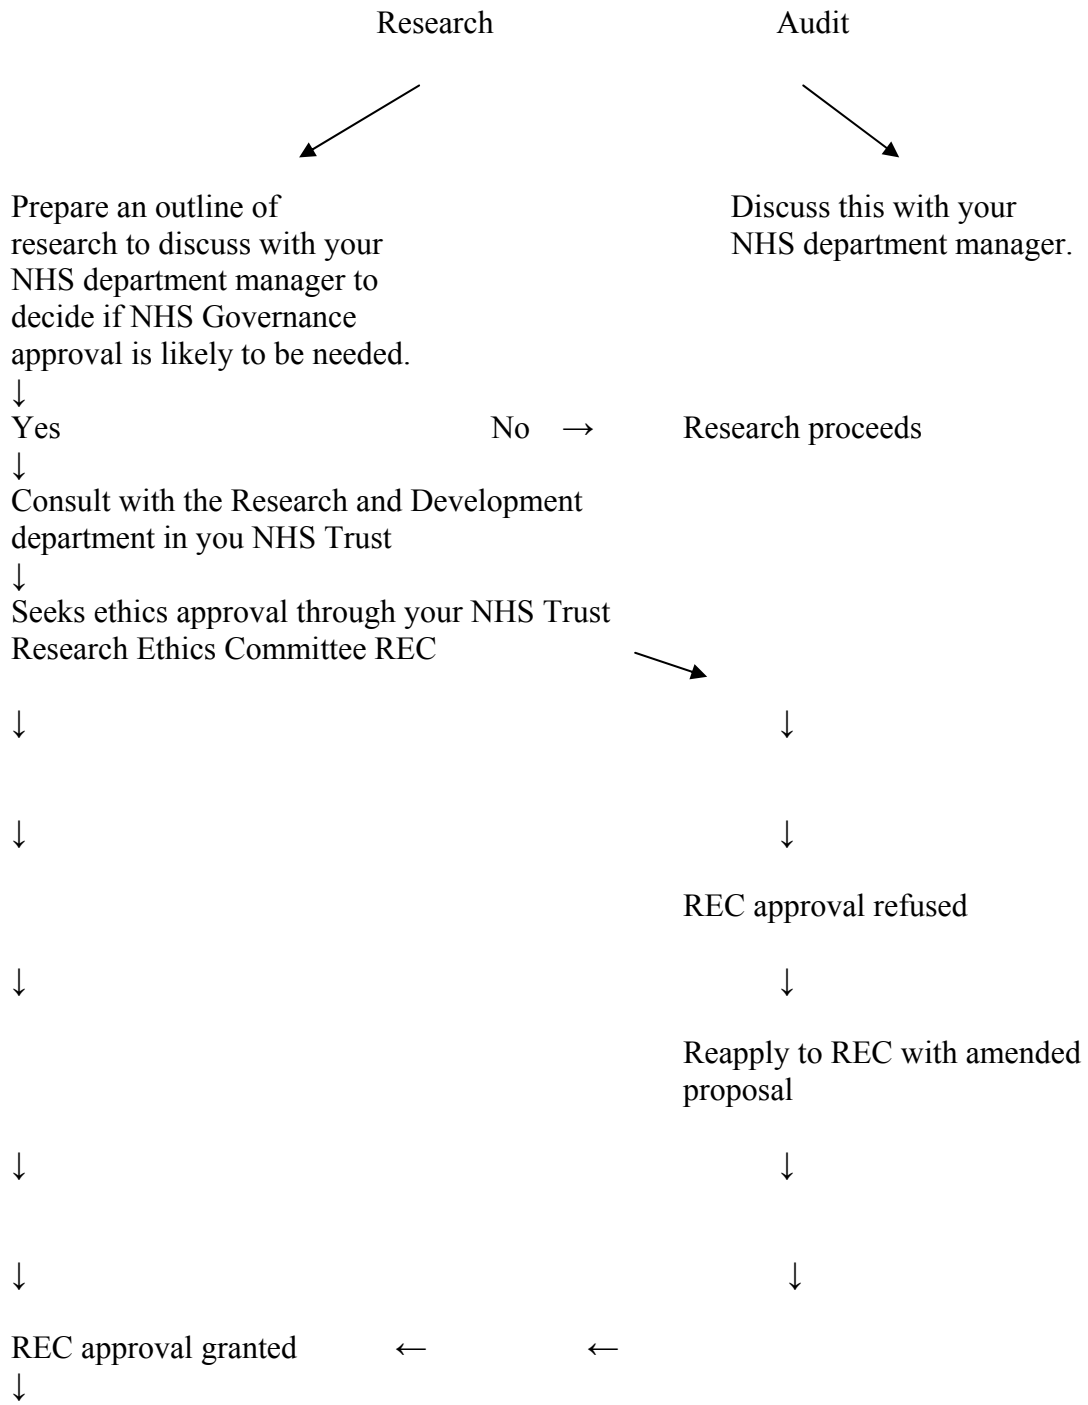 Research Audit
Prepare an outline of
research to discuss with your
NHS department manager to
decide if NHS Governance
approval is likely to be needed.
Discuss this with your
NHS department manager.
↓
Yes No → Research proceeds
↓
Consult with the Research and Development
department in you NHS Trust
↓
Seeks ethics approval through your NHS Trust
Research Ethics Committee REC
↓ ↓
↓ ↓
REC approval refused
↓ ↓
Reapply to REC with amended
proposal
↓ ↓
↓ ↓
REC approval granted ← ←
↓